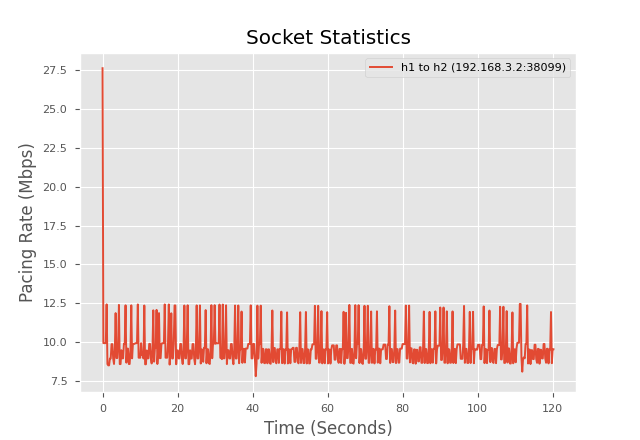 Socket Statistics
h1 to h2 (192.168.3.2:38099)
27.5
25.0
22.5
20.0
17.5
15.0
12.5
10.0
7.5
Pacing Rate (Mbps)
0 20 40 60 80 100 120
Time (Seconds)